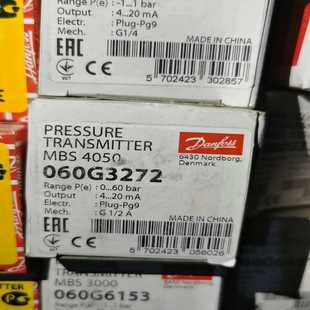 Range P(e) : -1...1 bar
Output : 4...20 mA
Electr. : Plug-Pg9
Mech. : G1/4
MADE IN CHINA
EAC
CE
5 702423 302857
PRESSURE
TRANSMITTER
MBS 4050
060G3272
Danfoss
6430 Nordborg,
Denmark
Range P(e) : 0...60 bar
Output : 4...20 mA
Electr. : Plug-Pg9
Mech. : G 1/2 A
MADE IN CHINA
EAC
CE
5 702423 056026
TRANSMITTER
MBS 3000
060G6153
Danfoss